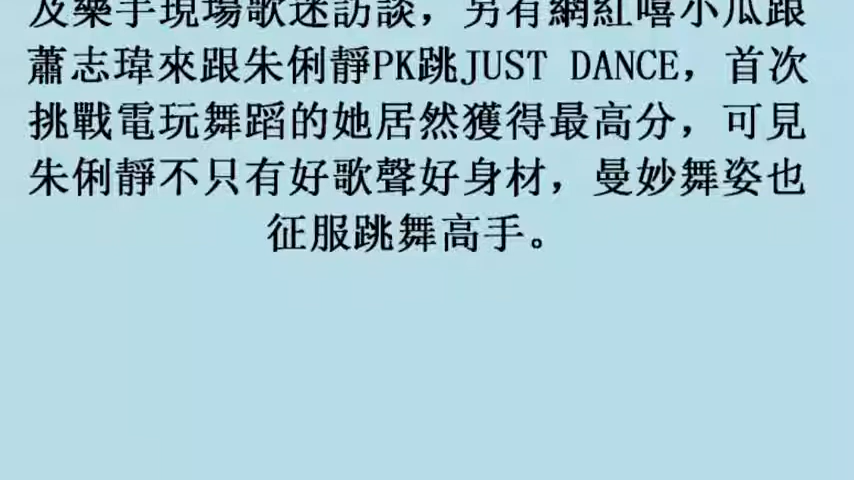 及樂手現場歌迷訪談，另有網紅嘻小瓜跟
蕭志瑋來跟朱俐靜PK跳JUST DANCE，首次
挑戰電玩舞蹈的她居然獲得最高分，可見
朱俐靜不只有好歌聲好身材，曼妙舞姿也
征服跳舞高手。